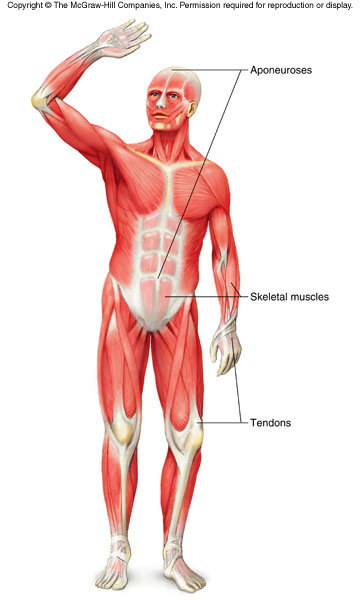 Copyright © The McGraw-Hill Companies, Inc. Permission required for reproduction or display.
Aponeuroses
Skeletal muscles
Tendons